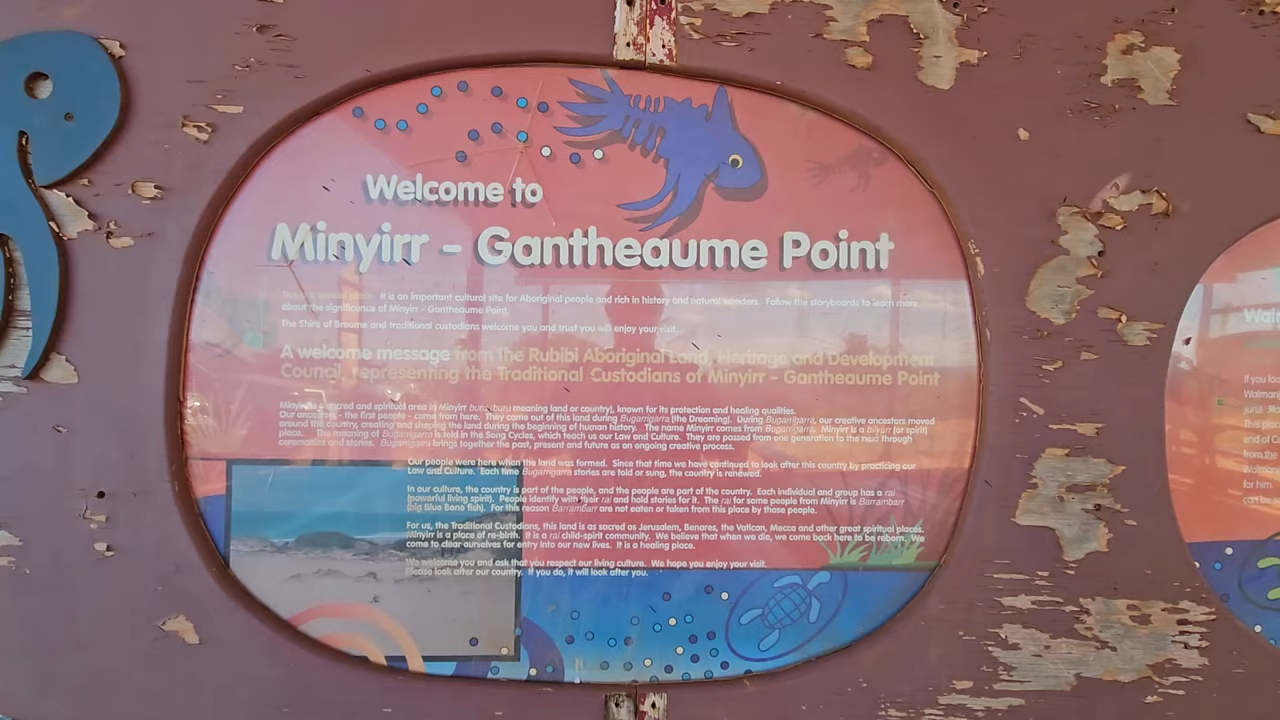 Welcome to
Minyirr - Gantheaume Point
This is Minyirr place. It is an important cultural site for Aboriginal people and rich in history and natural wonders. Follow the storyboards to learn more
about the significance of Minyirr - Gantheaume Point.
The Shire of Broome and traditional custodians welcome you and trust you will enjoy your visit.
A welcome message from The Rubibi Aboriginal Land, Heritage and Development
Council, representing the Traditional Custodians of Minyirr - Gantheaume Point
Minyirr is a sacred and spiritual area in Minyirr buru (buru meaning land or country), known for its protection and healing qualities.
Our ancestors - the first people - came from here. They came out of this land during Bugarrigarra (the Dreaming). During Bugarrigarra, our creative ancestors moved
around the country, creating and shaping the land during the beginning of human history. The name Minyirr comes from Bugarrigarra. Minyirr is a bilyurr (or spirit)
place. The meaning of Bugarrigarra is told in the Song Cycles, which teach us our Law and Culture. They are passed from one generation to the next through
ceremonies and stories. Bugarrigarra brings together the past, present and future as an ongoing creative process.
Our people were here when the land was formed. Since that time we have continued to look after this country by practicing our
Law and Culture. Each time Bugarrigarra stories are told or sung, the country is renewed.
In our culture, the country is part of the people, and the people are part of the country. Each individual and group has a rai
(powerful living spirit). People identify with their rai and hold stories for it. The rai for some people from Minyirr is Barrambarr
(big Blue Bone fish). For this reason Barrambarr are not eaten or taken from this place by those people.
For us, the Traditional Custodians, this land is as sacred as Jerusalem, Benares, the Vatican, Mecca and other great spiritual places.
Minyirr is a place of re-birth. It is a rai child-spirit community. We believe that when we die, we come back here to be reborn. We
come to clear ourselves for entry into our new lives. It is a healing place.
We welcome you and ask that you respect our living culture. We hope you enjoy your visit.
Please look after our country. If you do, it will look after you.
If you
This place
end of
from the
for him.
can be